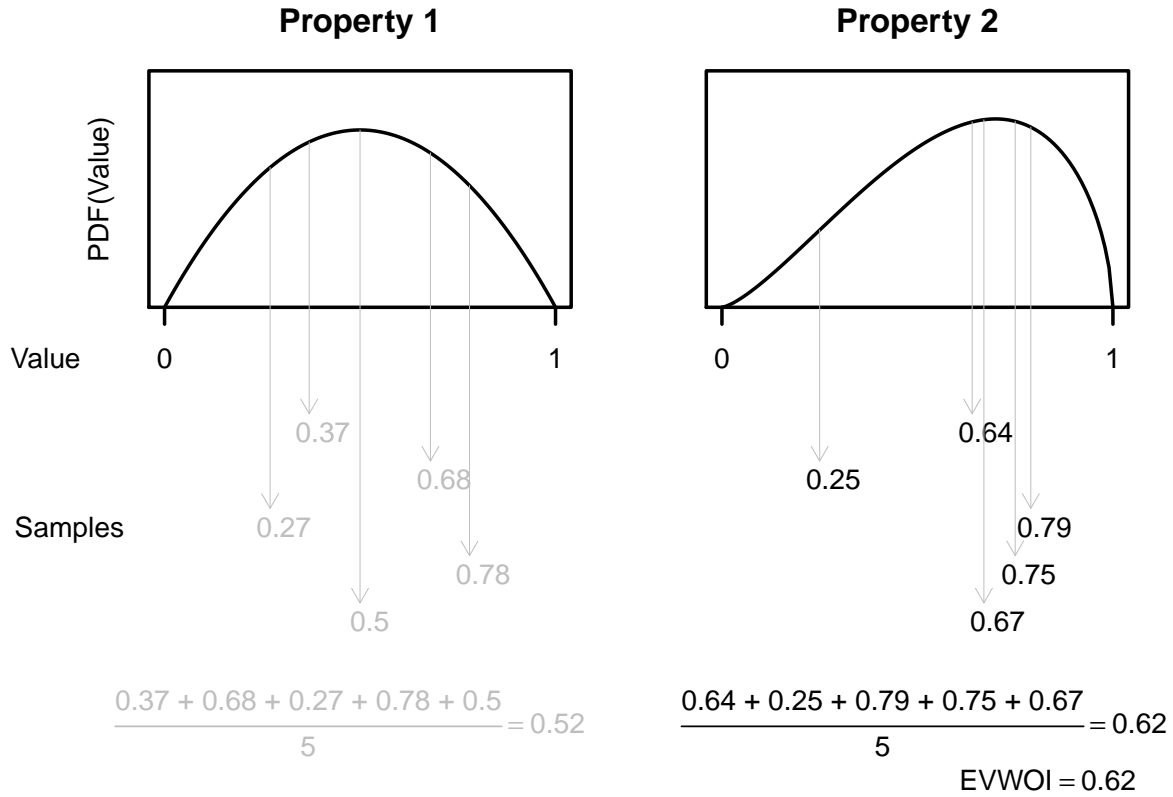 Property 1
Property 2
PDF(Value)
Value
0
1
0
1
Samples
0.37
0.68
0.27
0.78
0.5
0.64
0.25
0.79
0.75
0.67
0.37 + 0.68 + 0.27 + 0.78 + 0.5
5
= 0.52
0.64 + 0.25 + 0.79 + 0.75 + 0.67
5
= 0.62
EVWOI = 0.62